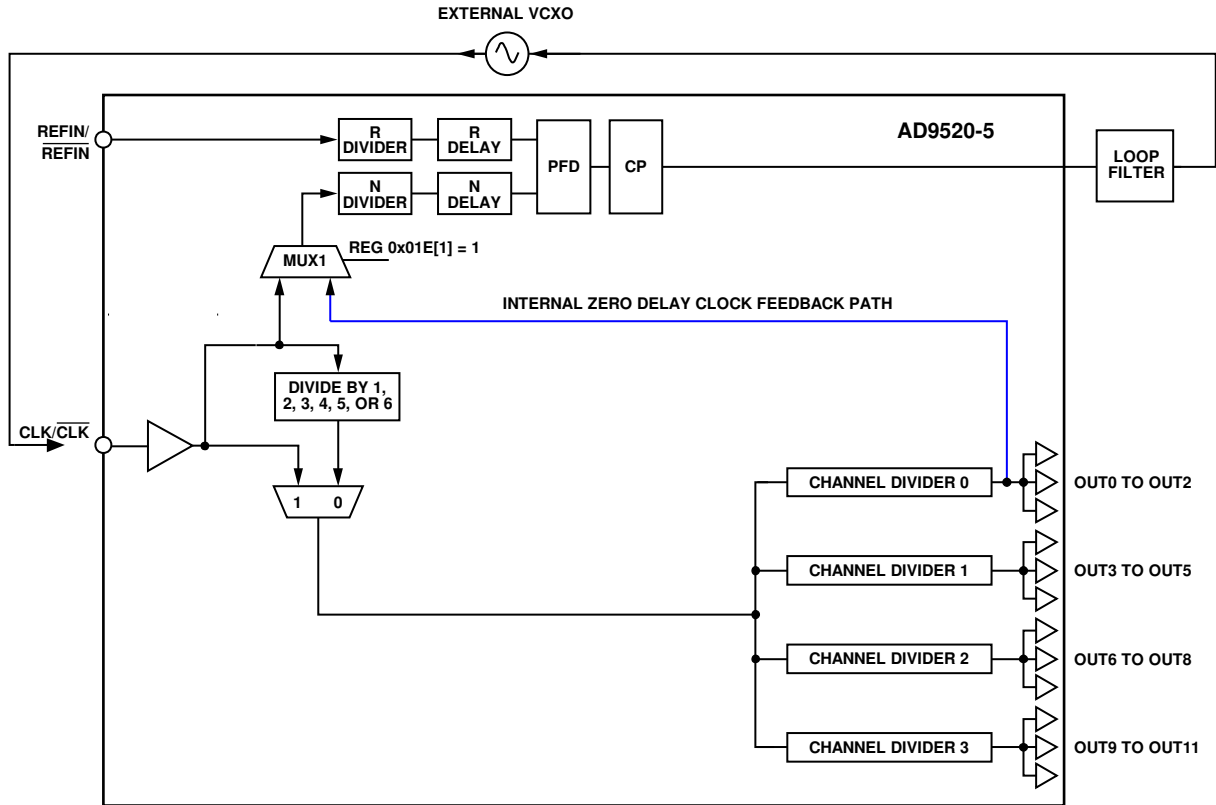 EXTERNAL VCXO
AD9520-5
REFIN/
REFIN
R
DIVIDER
R
DELAY
PFD
CP
LOOP
FILTER
N
DIVIDER
N
DELAY
MUX1
REG 0x01E[1] = 1
INTERNAL ZERO DELAY CLOCK FEEDBACK PATH
DIVIDE BY 1,
2, 3, 4, 5, OR 6
CLK/CLK
1 0
CHANNEL DIVIDER 0
OUT0 TO OUT2
CHANNEL DIVIDER 1
OUT3 TO OUT5
CHANNEL DIVIDER 2
OUT6 TO OUT8
CHANNEL DIVIDER 3
OUT9 TO OUT11